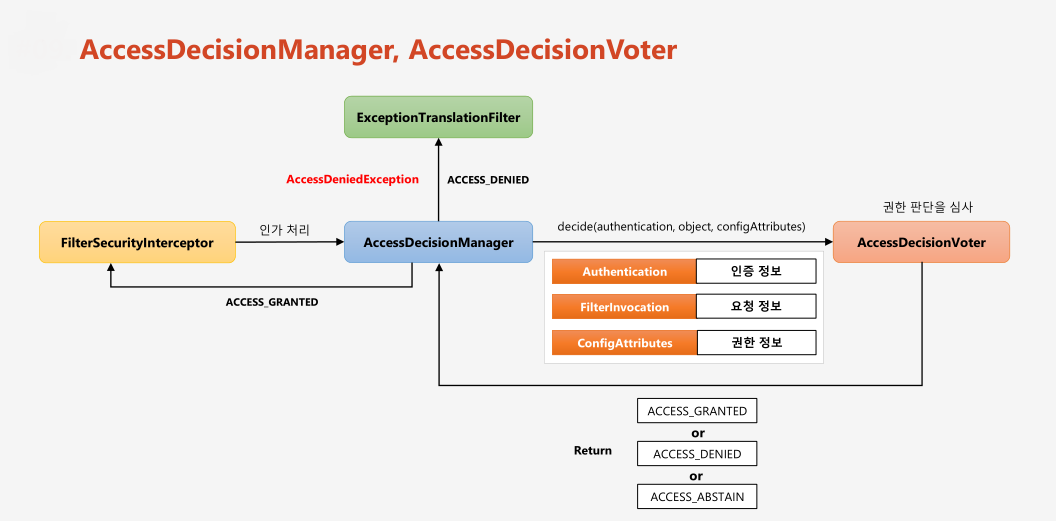 AccessDecisionManager, AccessDecisionVoter
ExceptionTranslationFilter
AccessDeniedException
ACCESS_DENIED
권한 판단을 심사
FilterSecurityInterceptor
인가 처리
AccessDecisionManager
decide(authentication, object, configAttributes)
AccessDecisionVoter
Authentication
인증 정보
FilterInvocation
요청 정보
ConfigAttributes
권한 정보
ACCESS_GRANTED
ACCESS_GRANTED
or
Return
ACCESS_DENIED
or
ACCESS_ABSTAIN